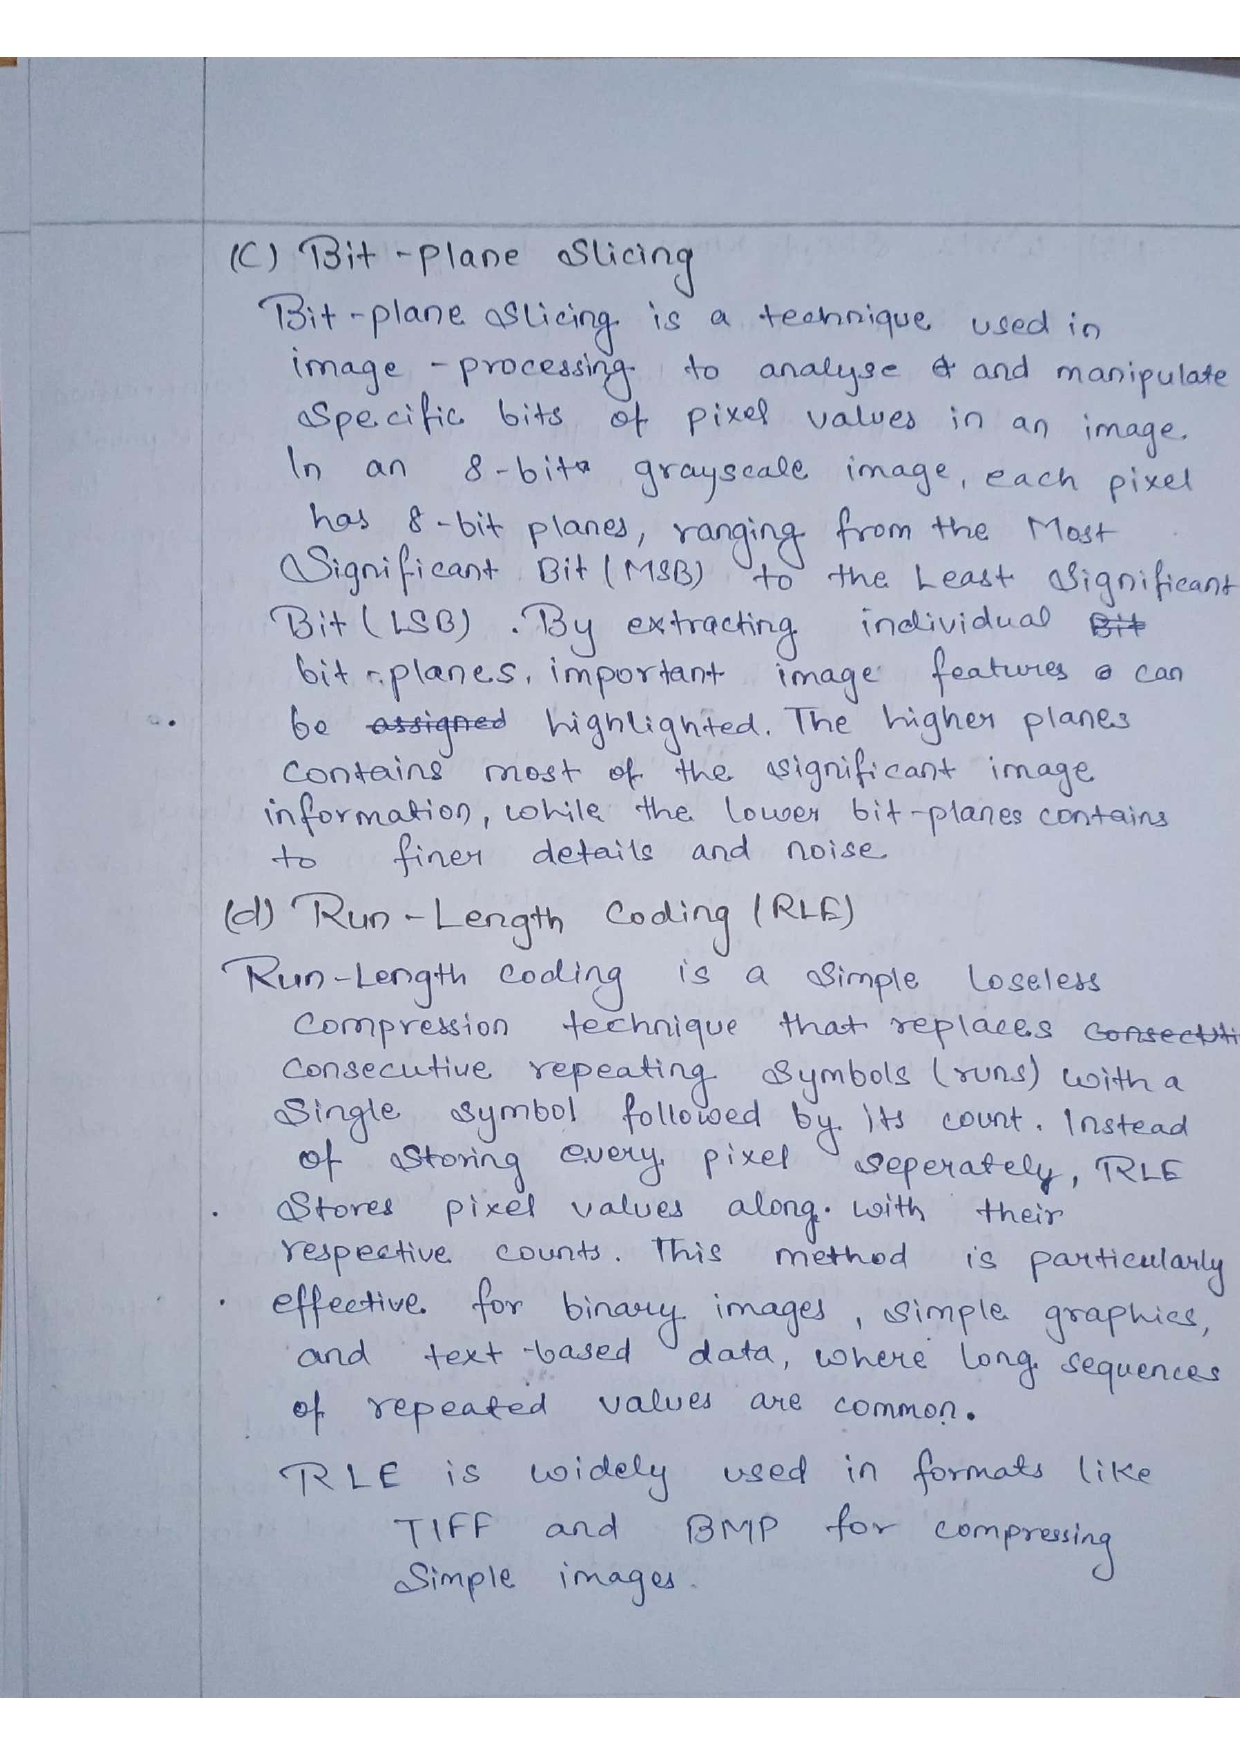 (C) Bit-plane Slicing
Bit-plane slicing is a technique used in
image-processing to analyse and manipulate
specific bits of pixel values in an image.
In an 8-bit grayscale image, each pixel
has 8-bit planes, ranging from the Most
Significant Bit (MSB) to the Least Significant
Bit (LSB). By extracting individual Bit
bit-planes, important image features can
be assigned highlighted. The higher planes
contains most of the significant image
information, while the lower bit-planes contains
to finer details and noise
(d) Run-Length Coding (RLE)
Run-Length coding is a simple loseless
compression technique that replaces consecuti
consecutive repeating symbols (runs) with a
single symbol followed by its count. Instead
of storing every pixel seperately, RLE
stores pixel values along with their
respective counts. This method is particularly
effective for binary images, simple graphics,
and text-based data, where long sequences
of repeated values are common.
RLE is widely used in formats like
TIFF and BMP for compressing
simple images.